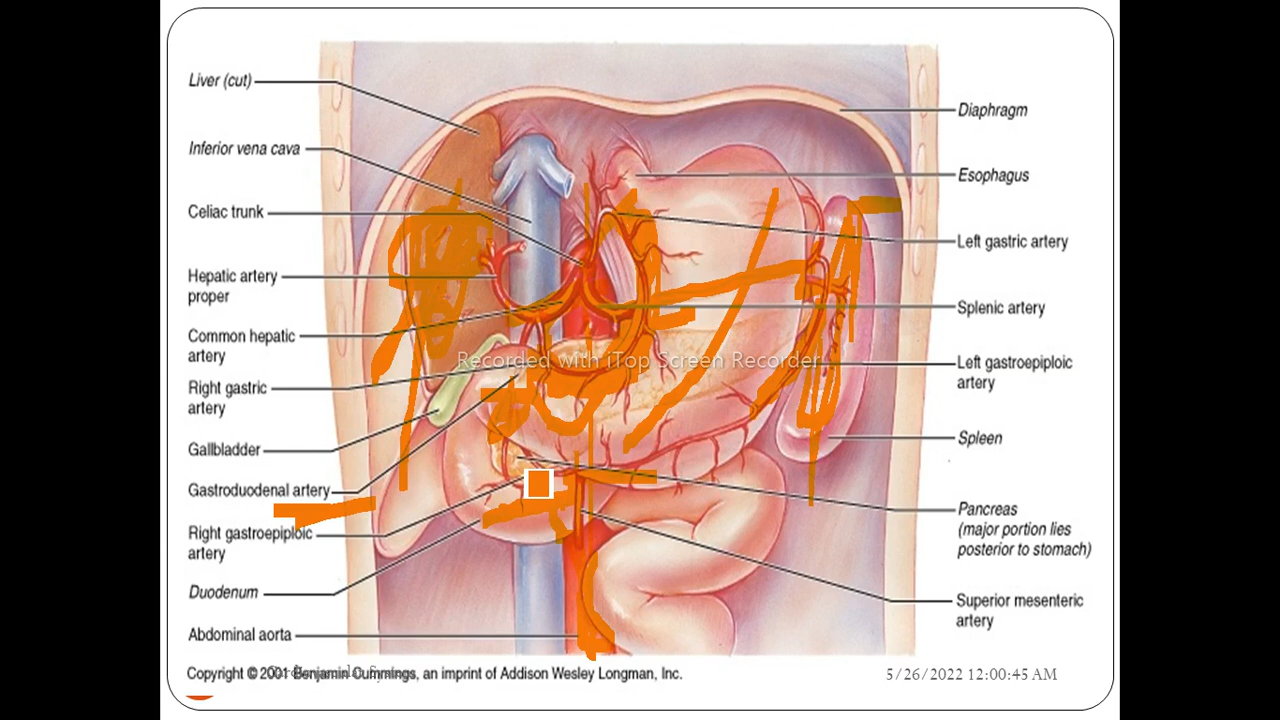 Liver (cut)
Inferior vena cava
Celiac trunk
Hepatic artery
proper
Common hepatic
artery
Right gastric
artery
Gallbladder
Gastroduodenal artery
Right gastroepiploic
artery
Duodenum
Abdominal aorta
Diaphragm
Esophagus
Left gastric artery
Splenic artery
Left gastroepiploic
artery
Spleen
Pancreas
(major portion lies
posterior to stomach)
Superior mesenteric
artery
Recorded with iTop Screen Recorder
Copyright © 2001 Benjamin Cummings, an imprint of Addison Wesley Longman, Inc.
5/26/2022 12:00:45 AM